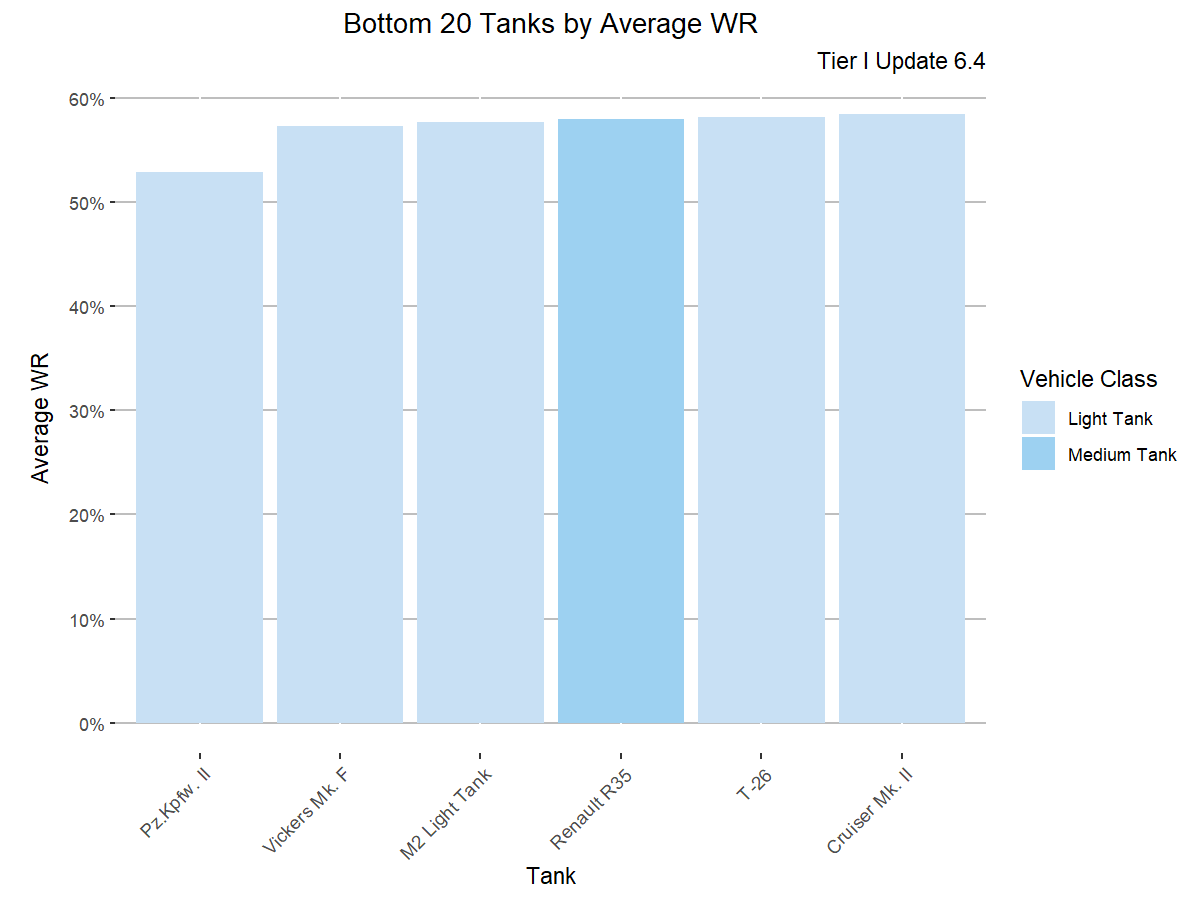 Bottom 20 Tanks by Average WR
Tier I Update 6.4
60%
50%
40%
30%
20%
10%
0%
Average WR
Pz.Kpfw. II
Vickers Mk. F
M2 Light Tank
Renault R35
T-26
Cruiser Mk. II
Tank
Vehicle Class
Light Tank
Medium Tank